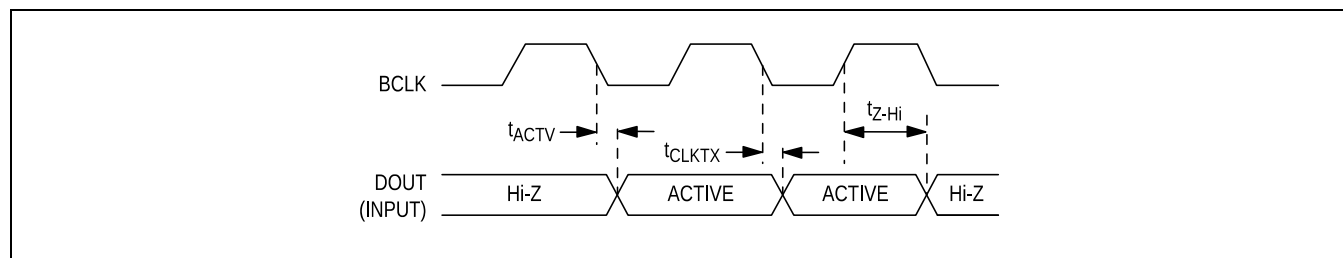 BCLK
tZ-Hi
tACTV
tCLKTX
DOUT
(INPUT)
Hi-Z
ACTIVE
ACTIVE
Hi-Z